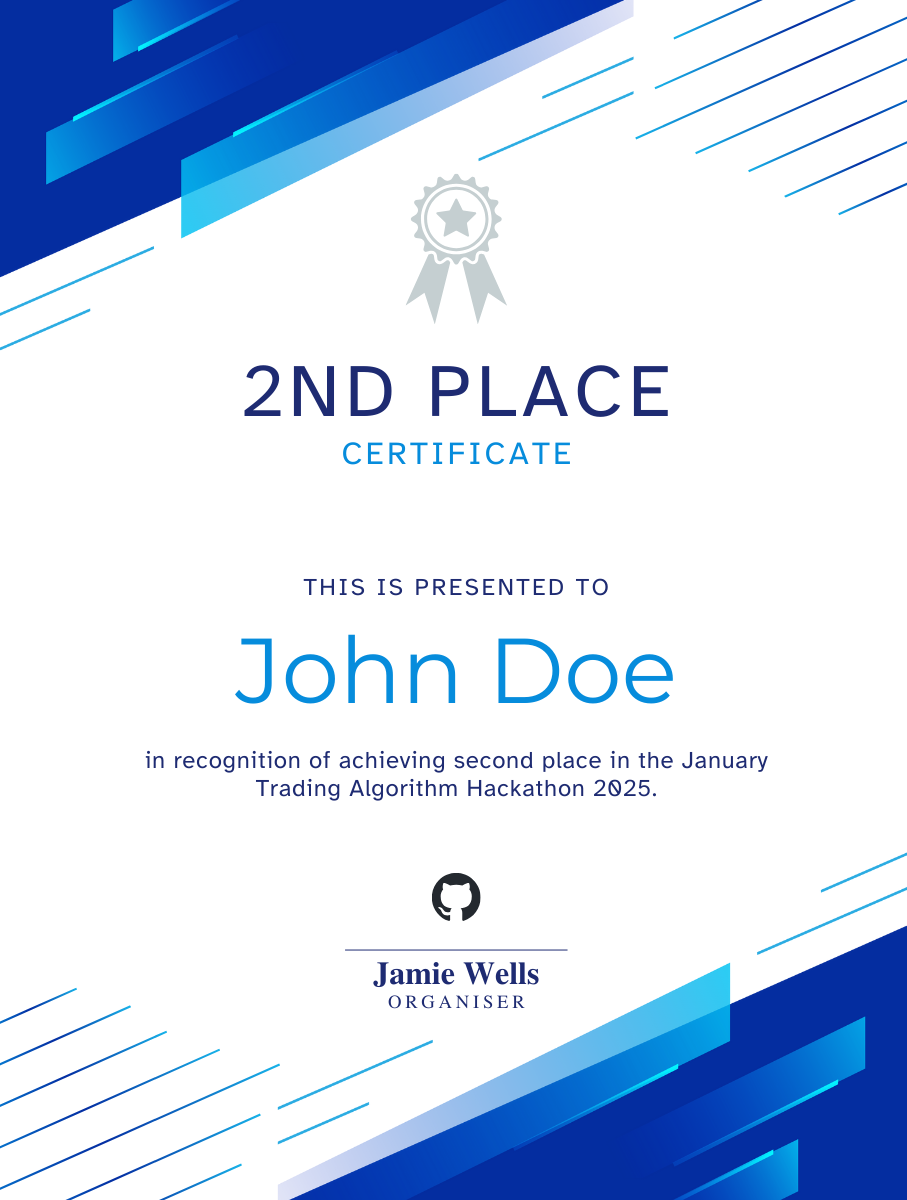 2ND PLACE
CERTIFICATE
THIS IS PRESENTED TO
John Doe
in recognition of achieving second place in the January
Trading Algorithm Hackathon 2025.
Jamie Wells
ORGANISER